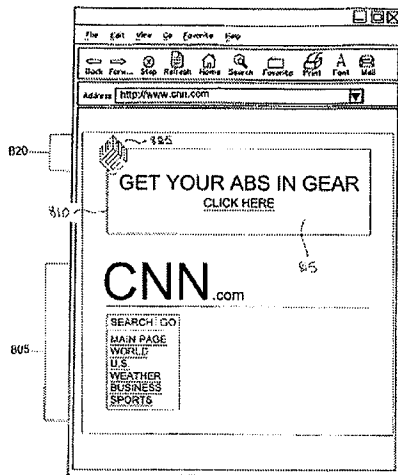 File Edit View Go Favorite Help
Back Forw... Stop Refresh Home Search Favorite Print Font Mail
Address http://www.cnn.com
820
825
GET YOUR ABS IN GEAR
810
CLICK HERE
815
CNN.com
SEARCH GO
MAIN PAGE
WORLD
805
U.S.
WEATHER
BUSINESS
SPORTS